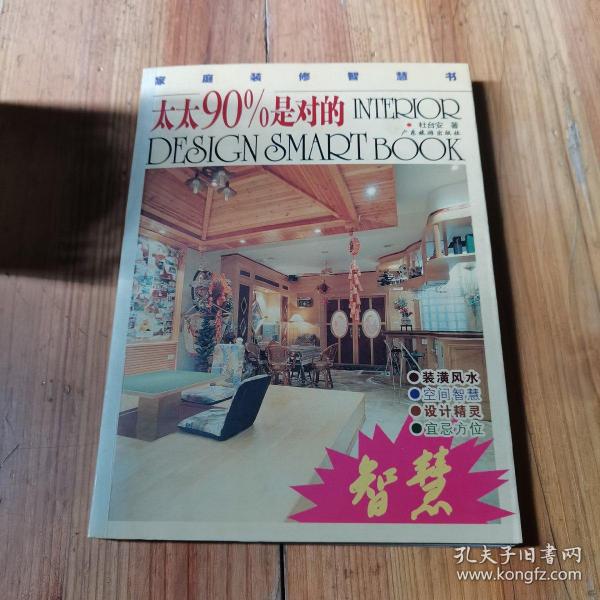 家庭装修智慧书
太太90%是对的 INTERIOR
•杜台安 著
广东旅游出版社
DESIGN SMART BOOK
●装潢风水
●空间智慧
●设计精灵
●宜忌方位
智慧
孔夫子旧书网
www.kongfz.com